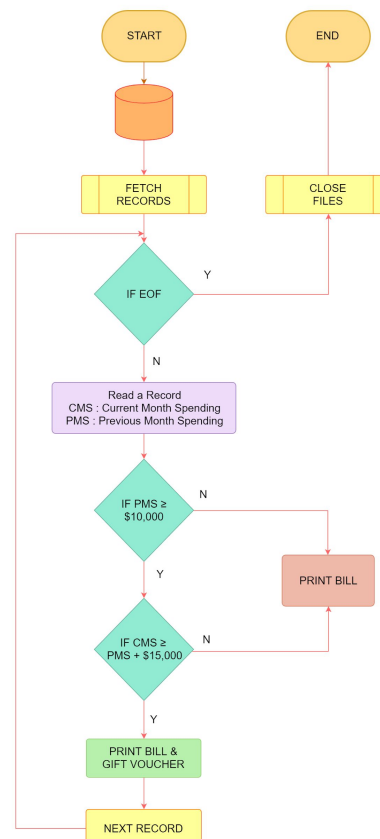 START
END
FETCH
RECORDS
CLOSE
FILES
IF EOF
Y
N
Read a Record
CMS : Current Month Spending
PMS : Previous Month Spending
IF PMS ≥
$10,000
N
Y
PRINT BILL
IF CMS ≥
PMS + $15,000
N
Y
PRINT BILL &
GIFT VOUCHER
NEXT RECORD